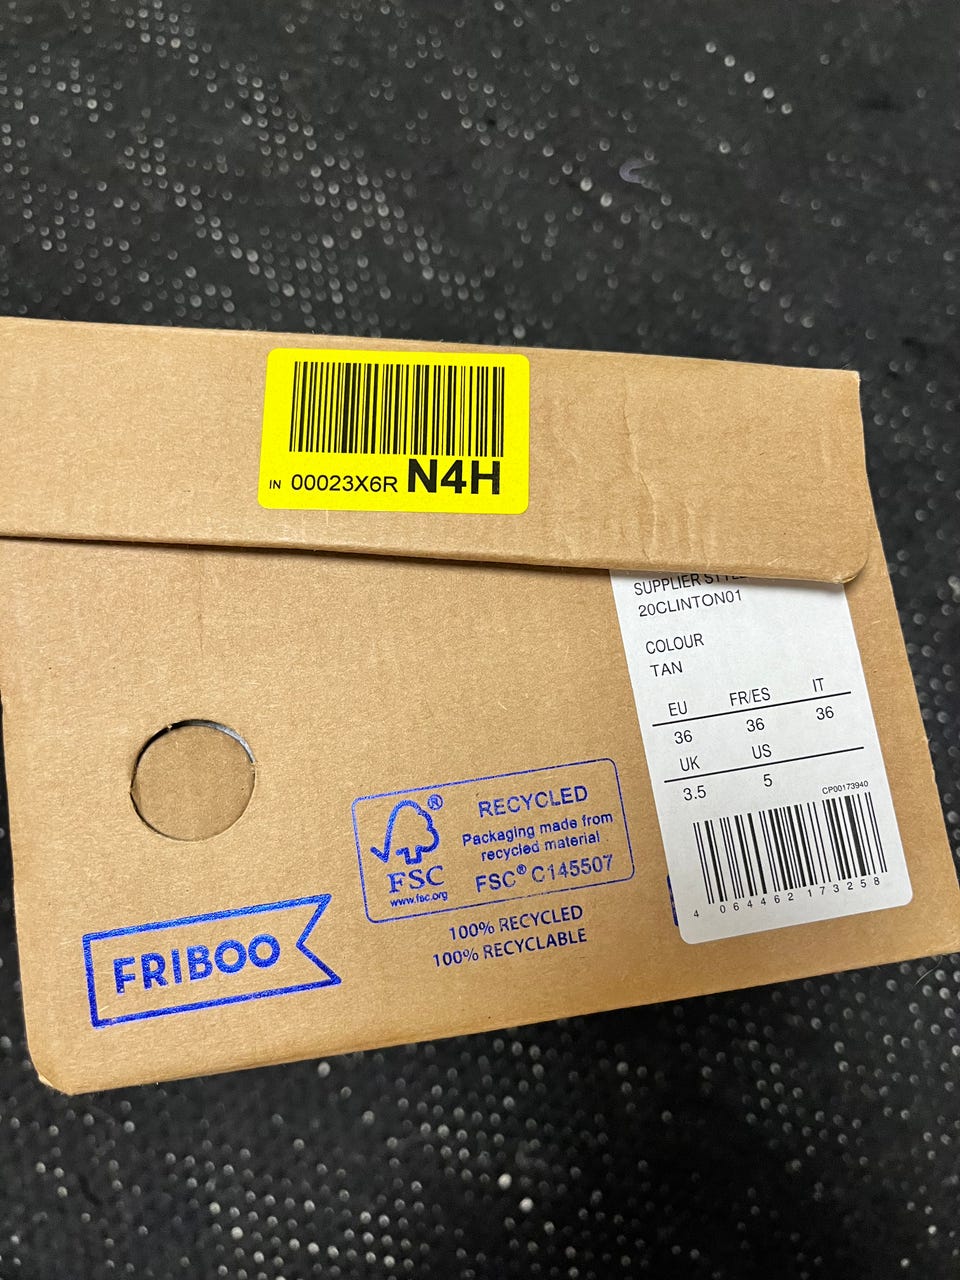 IN 00023X6R N4H
SUPPLIER STYLE
20CLINTON01
COLOUR
TAN
EU FR/ES IT
36 36 36
UK US
3.5 5
CP00173940
4 064462 173258
RECYCLED
Packaging made from
recycled material
FSC® C145507
®
FSC
www.fsc.org
100% RECYCLED
100% RECYCLABLE
FRIBOO